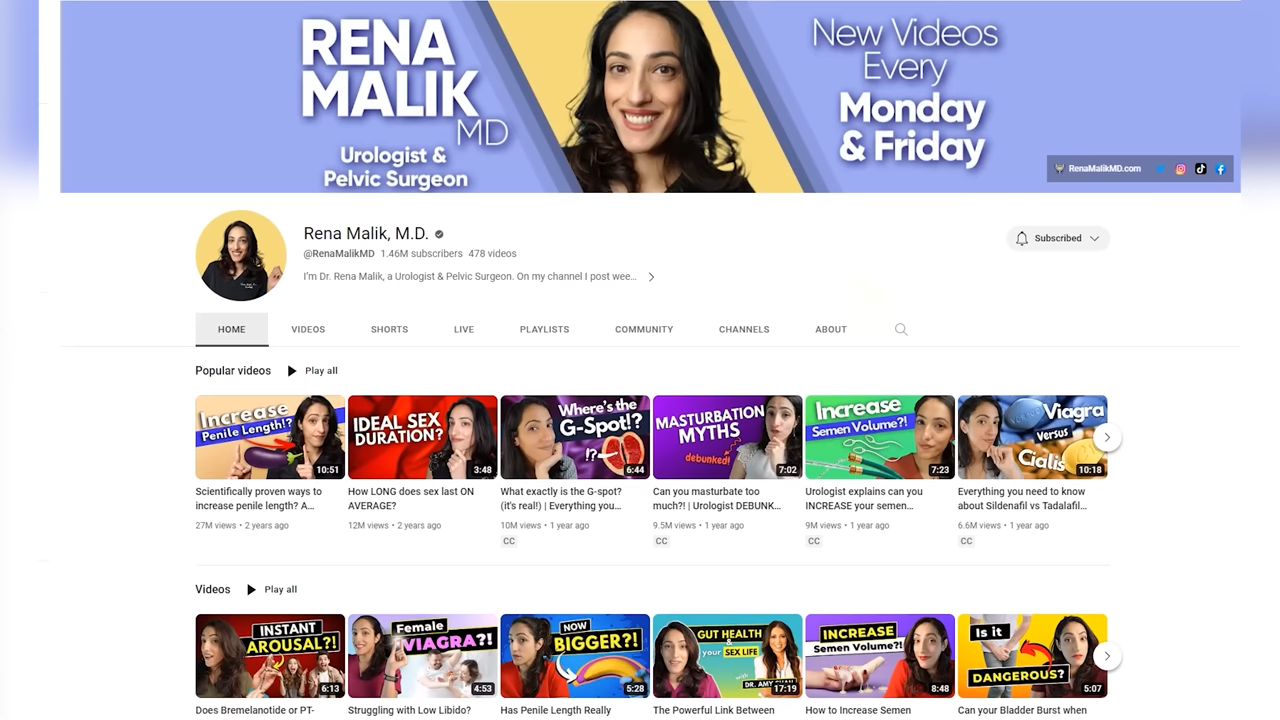 RENA
MALIK
MD
Urologist &
Pelvic Surgeon
New Videos
Every
Monday
& Friday
RenaMalikMD.com
Rena Malik, M.D.
@RenaMalikMD 1.46M subscribers 478 videos
I'm Dr. Rena Malik, a Urologist & Pelvic Surgeon. On my channel I post wee...
Subscribed
HOME VIDEOS SHORTS LIVE PLAYLISTS COMMUNITY CHANNELS ABOUT
Popular videos Play all
Increase
Penile Length!?
10:51
IDEAL SEX
DURATION?
3:48
Where's the
G-Spot!?
!?
6:44
MASTURBATION
MYTHS
debunked!
7:02
Increase
Semen Volume?!
7:23
Viagra
Versus
Cialis
10:18
Scientifically proven ways to
increase penile length? A...
27M views • 2 years ago
How LONG does sex last ON
AVERAGE?
12M views • 2 years ago
What exactly is the G-spot?
(it's real!) | Everything you...
10M views • 1 year ago
CC
Can you masturbate too
much?! | Urologist DEBUNK...
9.5M views • 1 year ago
CC
Urologist explains can you
INCREASE your semen...
9M views • 1 year ago
CC
Everything you need to know
about Sildenafil vs Tadalafil...
6.6M views • 1 year ago
CC
Videos Play all
INSTANT
AROUSAL?!
6:13
Female
VIAGRA?!
4:53
NOW
BIGGER?!
5:28
GUT HEALTH
&
your SEX LIFE
with
DR. AMY
17:19
INCREASE
Semen Volume?!
8:48
Is it
DANGEROUS?
5:07
Does Bremelanotide or PT-
Struggling with Low Libido?
Has Penile Length Really
The Powerful Link Between
How to Increase Semen
Can your Bladder Burst when